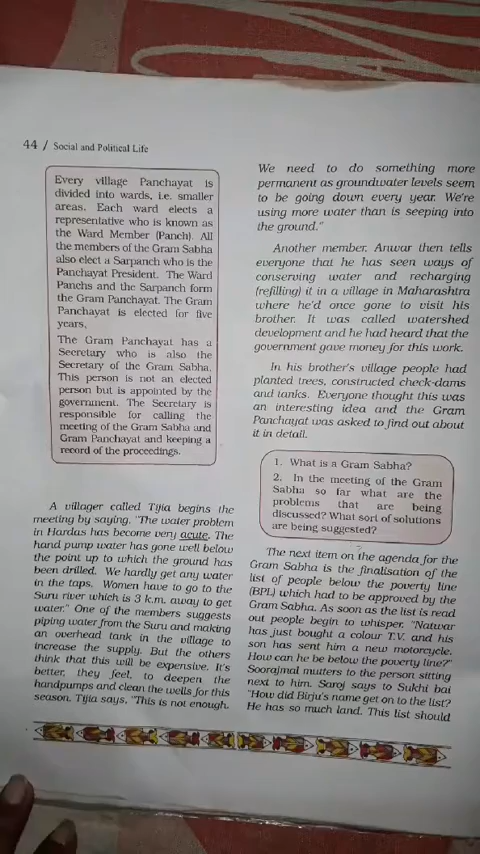 44 / Social and Political Life
Every village Panchayat is
divided into wards, i.e. smaller
areas. Each ward elects a
representative who is known as
the Ward Member (Panch). All
the members of the Gram Sabha
also elect a Sarpanch who is the
Panchayat President. The Ward
Panchs and the Sarpanch form
the Gram Panchayat. The Gram
Panchayat is elected for five
years.
The Gram Panchayat has a
Secretary who is also the
Secretary of the Gram Sabha.
This person is not an elected
person but is appointed by the
government. The Secretary is
responsible for calling the
meeting of the Gram Sabha and
Gram Panchayat and keeping a
record of the proceedings.
A villager called Tijia begins the
meeting by saying, "The water problem
in Hardas has become very acute. The
hand pump water has gone well below
the point up to which the ground has
been drilled. We hardly get any water
in the taps. Women have to go to the
Suru river which is 3 k.m. away to get
water." One of the members suggests
piping water from the Suru and making
an overhead tank in the village to
increase the supply. But the others
think that this will be expensive. It's
better, they feel, to deepen the
handpumps and clean the wells for this
season. Tijia says, "This is not enough.
We need to do something more
permanent as groundwater levels seem
to be going down every year. We're
using more water than is seeping into
the ground."
Another member, Anwar then tells
everyone that he has seen ways of
conserving water and recharging
(refilling) it in a village in Maharashtra
where he'd once gone to visit his
brother. It was called watershed
development and he had heard that the
government gave money for this work.
In his brother's village people had
planted trees, constructed check-dams
and tanks. Everyone thought this was
an interesting idea and the Gram
Panchayat was asked to find out about
it in detail.
1. What is a Gram Sabha?
2. In the meeting of the Gram
Sabha so far what are the
problems that are being
discussed? What sort of solutions
are being suggested?
The next item on the agenda for the
Gram Sabha is the finalisation of the
list of people below the poverty line
(BPL) which had to be approved by the
Gram Sabha. As soon as the list is read
out people begin to whisper. "Natwar
has just bought a colour T.V. and his
son has sent him a new motorcycle.
How can he be below the poverty line?"
Soorajmal mutters to the person sitting
next to him. Saroj says to Sukhi bai
"How did Birju's name get on to the list?
He has so much land. This list should